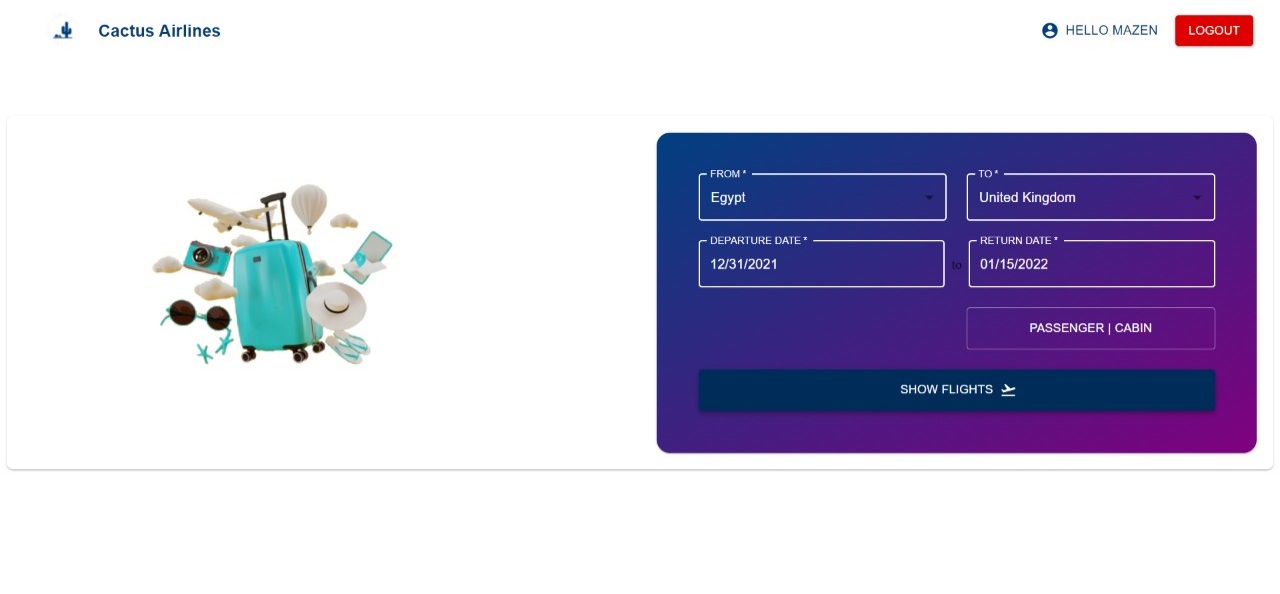 Cactus Airlines
HELLO MAZEN
LOGOUT
FROM *
TO *
Egypt
United Kingdom
DEPARTURE DATE *
RETURN DATE *
12/31/2021
to
01/15/2022
PASSENGER | CABIN
SHOW FLIGHTS